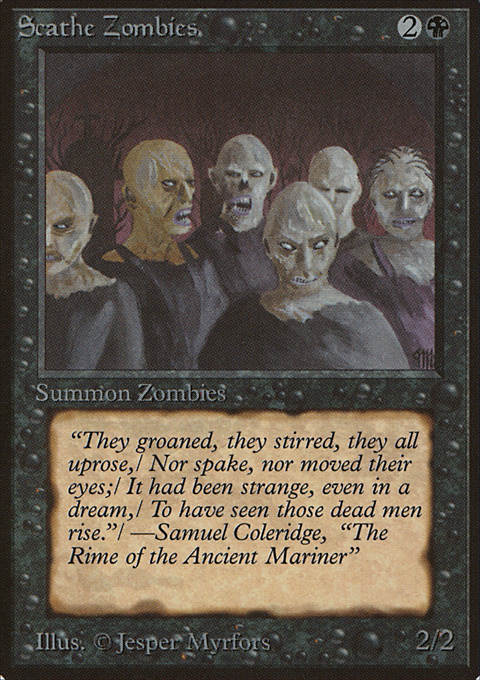 Scathe Zombies 2
Summon Zombies
“They groaned, they stirred, they all
uprose,/ Nor spake, nor moved their
eyes;/ It had been strange, even in a
dream,/ To have seen those dead men
rise.”/ —Samuel Coleridge, “The
Rime of the Ancient Mariner”
Illus. © Jesper Myrfors 2/2